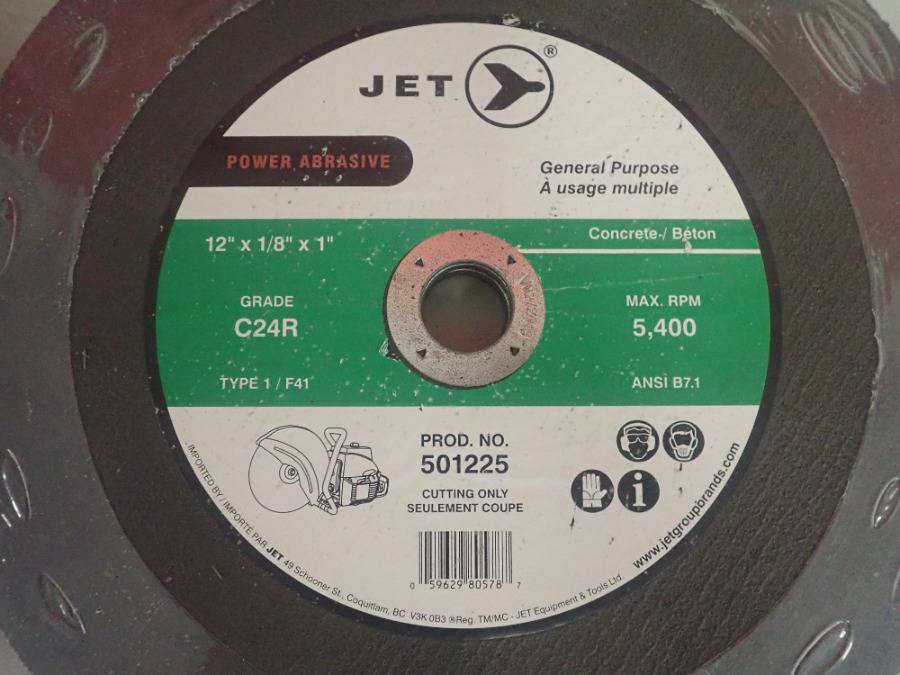 JET ®
POWER ABRASIVE
General Purpose
À usage multiple
Concrete / Béton
12" x 1/8" x 1"
GRADE
C24R
TYPE 1 / F41
MAX. RPM
5,400
ANSI B7.1
PROD. NO.
501225
CUTTING ONLY
SEULEMENT COUPE
0 59629 80578 7
IMPORTED BY / IMPORTÉ PAR JET 49 Schooner St., Coquitlam, BC V3K 0B3 ®Reg. TM/MC - JET Equipment & Tools Ltd.
www.jetgroupbrands.com